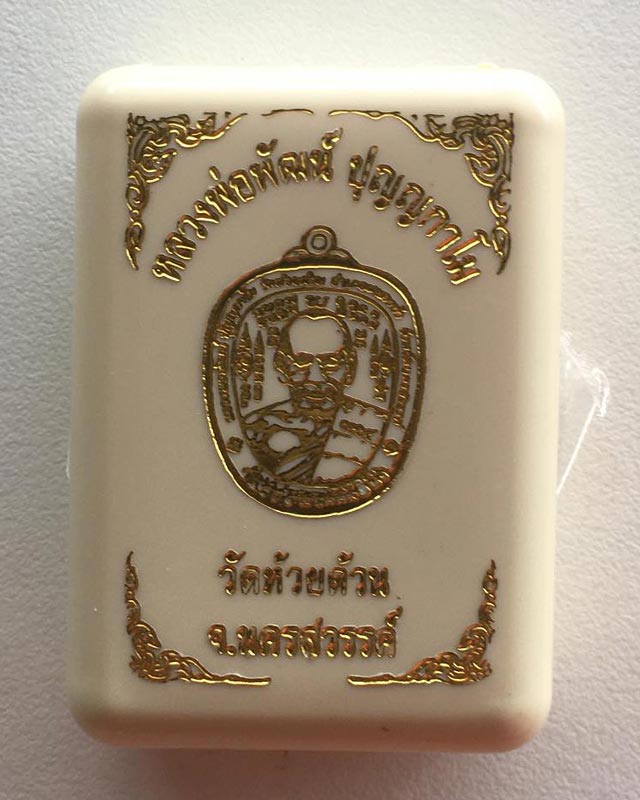 หลวงพ่อพัฒน์ ปุญญกาโม
วัดห้วยด้วน
จ.นครสวรรค์